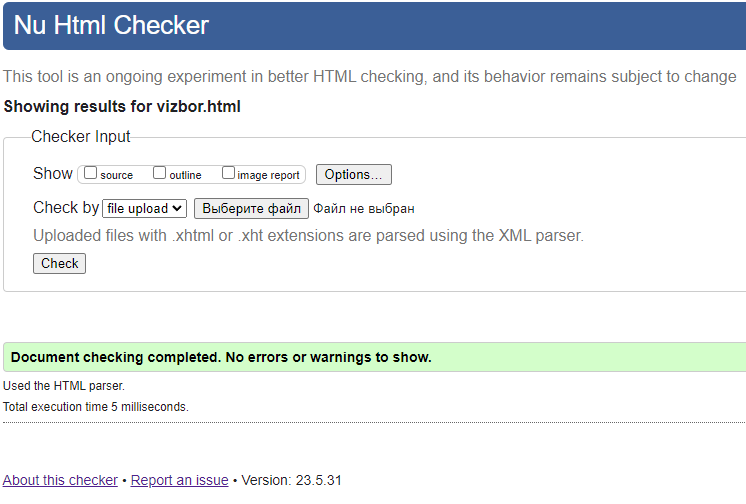 Nu Html Checker
This tool is an ongoing experiment in better HTML checking, and its behavior remains subject to change
Showing results for vizbor.html
Checker Input
Show source outline image report Options...
Check by file upload Выберите файл Файл не выбран
Uploaded files with .xhtml or .xht extensions are parsed using the XML parser.
Check
Document checking completed. No errors or warnings to show.
Used the HTML parser.
Total execution time 5 milliseconds.
About this checker • Report an issue • Version: 23.5.31